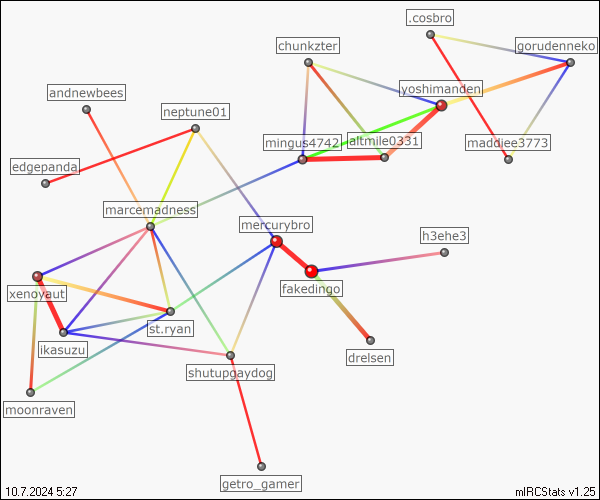 .cosbro
chunkzter
gorudenneko
yoshimanden
andnewbees
neptune01
mingus4742
altmile0331
maddiee3773
edgepanda
marcemadness
mercurybro
h3ehe3
xenoyaut
fakedingo
st.ryan
ikasuzu
drelsen
shutupgaydog
moonraven
getro_gamer
10.7.2024 5:27
mIRCStats v1.25